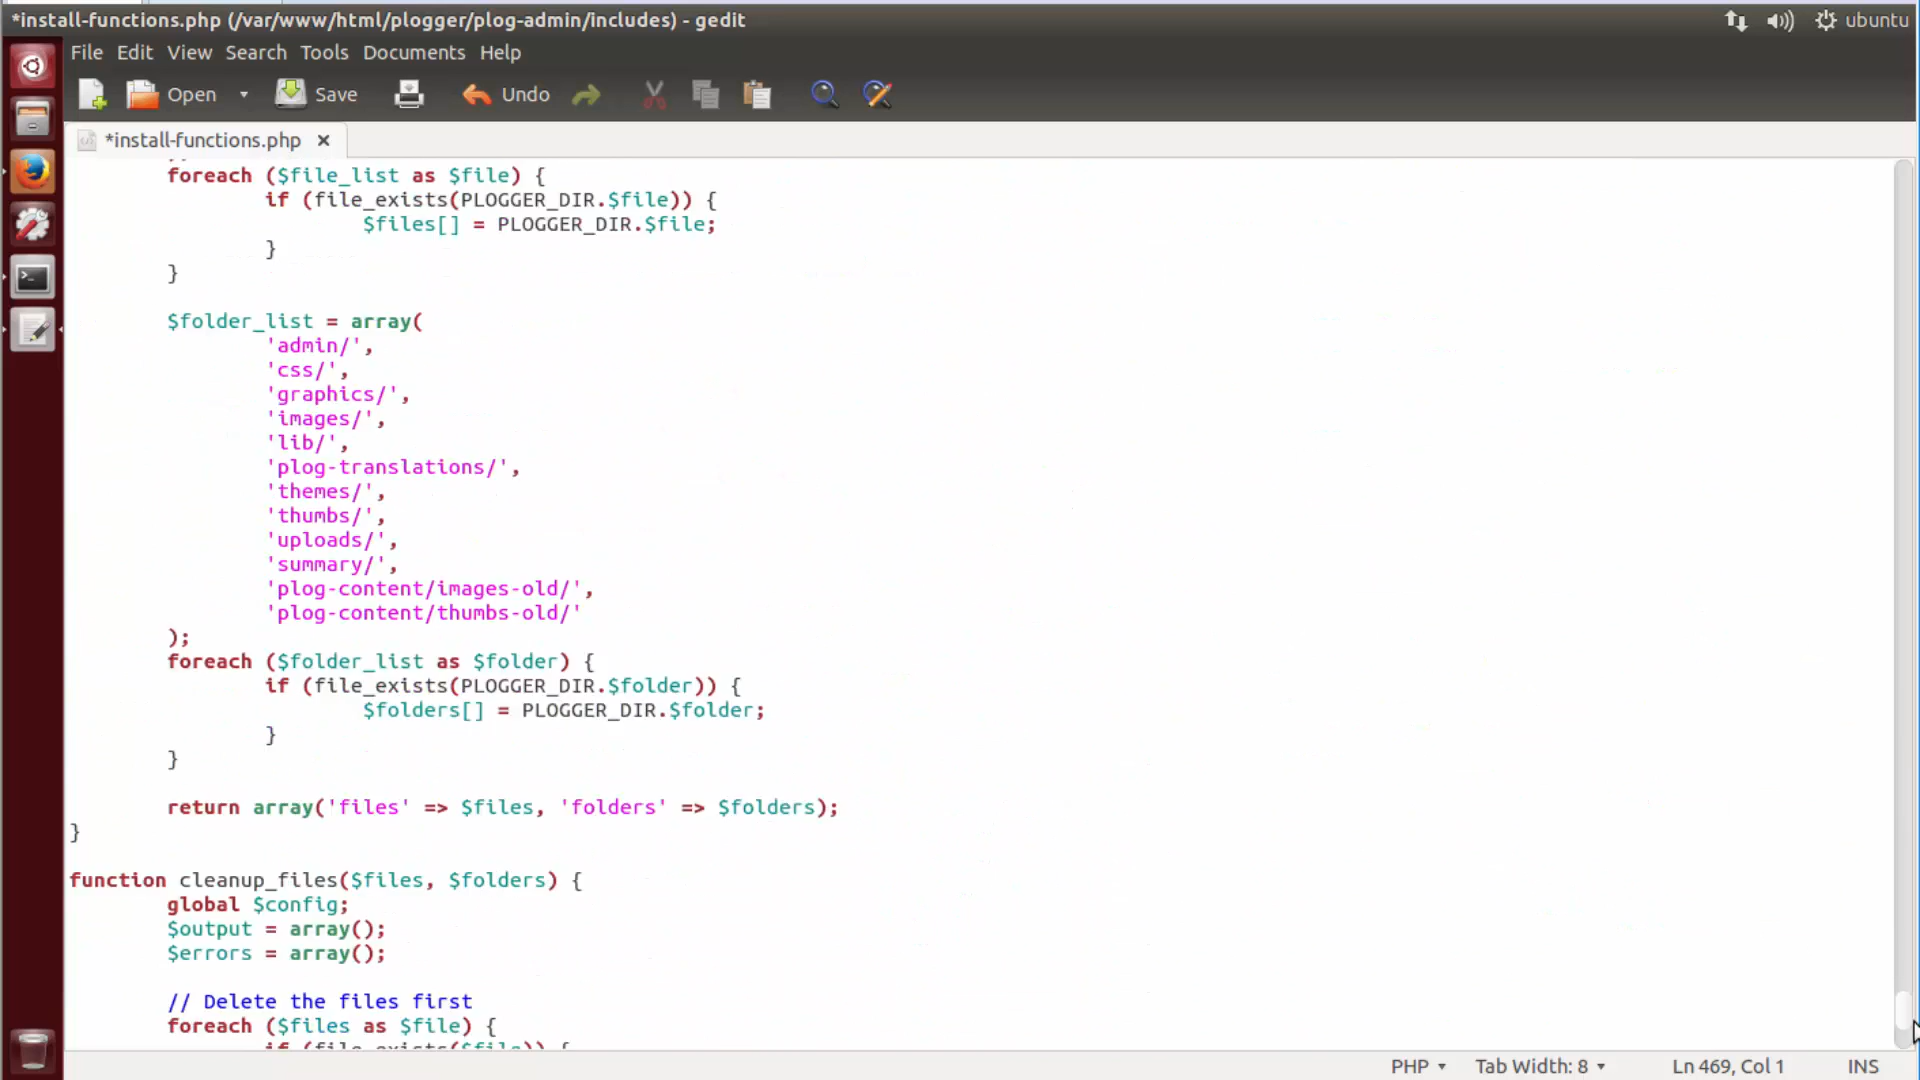 *install-functions.php (/var/www/html/plogger/plog-admin/includes) - gedit
ubuntu
File Edit View Search Tools Documents Help
Open Save Undo
*install-functions.php
foreach ($file_list as $file) {
if (file_exists(PLOGGER_DIR.$file)) {
$files[] = PLOGGER_DIR.$file;
}
}
$folder_list = array(
'admin/',
'css/',
'graphics/',
'images/',
'lib/',
'plog-translations/',
'themes/',
'thumbs/',
'uploads/',
'summary/',
'plog-content/images-old/',
'plog-content/thumbs-old/'
);
foreach ($folder_list as $folder) {
if (file_exists(PLOGGER_DIR.$folder)) {
$folders[] = PLOGGER_DIR.$folder;
}
}
return array('files' => $files, 'folders' => $folders);
}
function cleanup_files($files, $folders) {
global $config;
$output = array();
$errors = array();
// Delete the files first
foreach ($files as $file) {
if (file_exists($file)) {
PHP Tab Width: 8 Ln 469, Col 1 INS